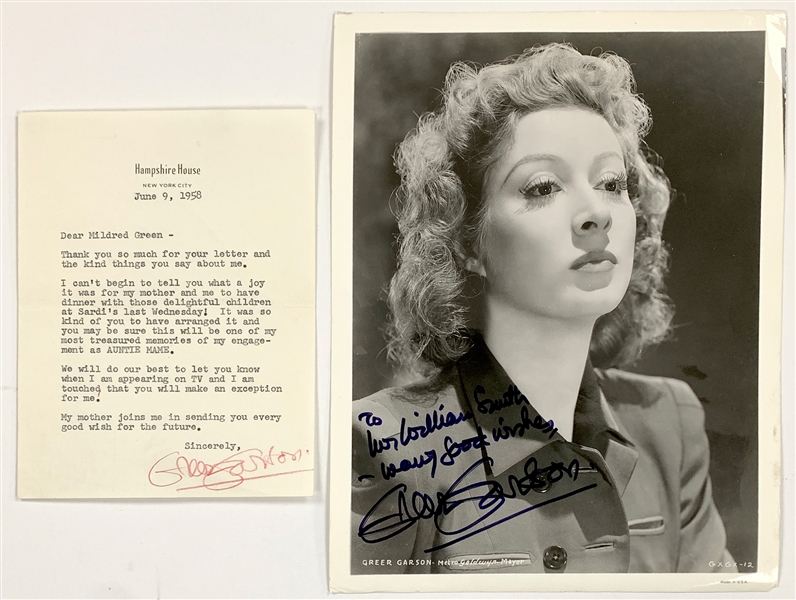 Hampshire House
NEW YORK CITY
June 9, 1958
Dear Mildred Green -
Thank you so much for your letter and
the kind things you say about me.
I can't begin to tell you what a joy
it was for my mother and me to have
dinner with those delightful children
at Sardi's last Wednesday! It was so
kind of you to have arranged it and
you may be sure this will be one of my
most treasured memories of my engage-
ment as AUNTIE MAME.
We will do our best to let you know
when I am appearing on TV and I am
touched that you will make an exception
for me.
My mother joins me in sending you every
good wish for the future.
Sincerely,
Greer Garson.
To
Mr William Smith
- many good wishes,
Greer Garson.
GREER GARSON - Metro Goldwyn Mayer
GXGX-12
Made in U.S.A.